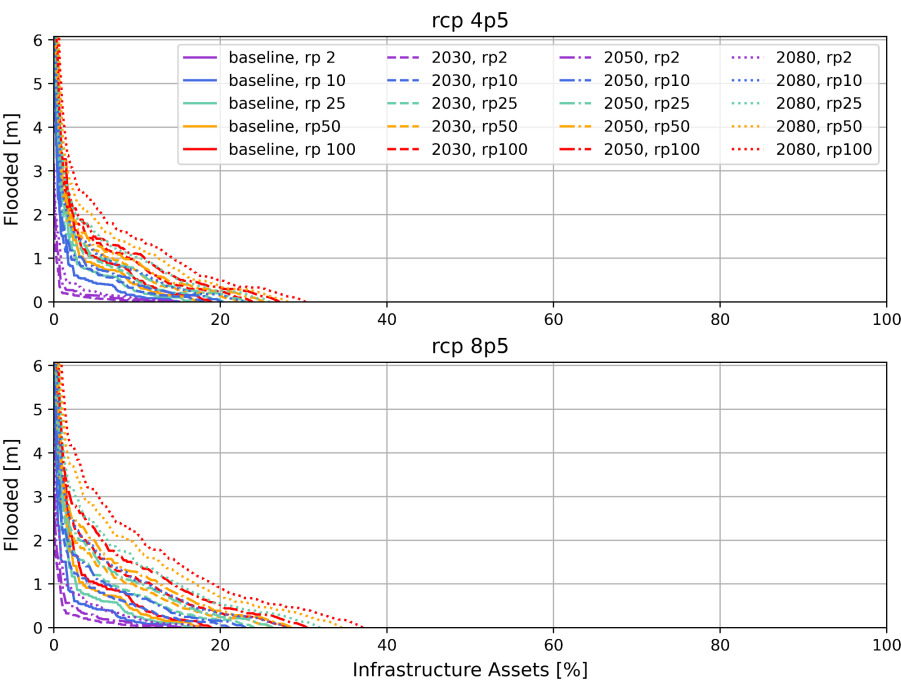 rcp 4p5
6
5
4
3
2
1
0
Flooded [m]
baseline, rp 2 2030, rp2 2050, rp2 2080, rp2
baseline, rp 10 2030, rp10 2050, rp10 2080, rp10
baseline, rp 25 2030, rp25 2050, rp25 2080, rp25
baseline, rp50 2030, rp50 2050, rp50 2080, rp50
baseline, rp 100 2030, rp100 2050, rp100 2080, rp100
0 20 40 60 80 100
rcp 8p5
6
5
4
3
2
1
0
Flooded [m]
0 20 40 60 80 100
Infrastructure Assets [%]